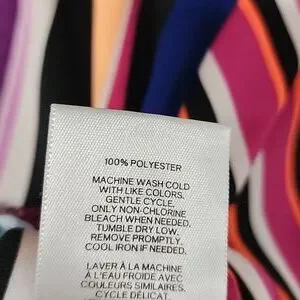 100% POLYESTER
MACHINE WASH COLD
WITH LIKE COLORS.
GENTLE CYCLE.
ONLY NON-CHLORINE
BLEACH WHEN NEEDED.
TUMBLE DRY LOW.
REMOVE PROMPTLY.
COOL IRON IF NEEDED.
LAVER À LA MACHINE
À L'EAU FROIDE AVEC
COULEURS SIMILAIRES.
CYCLE DÉLICAT.